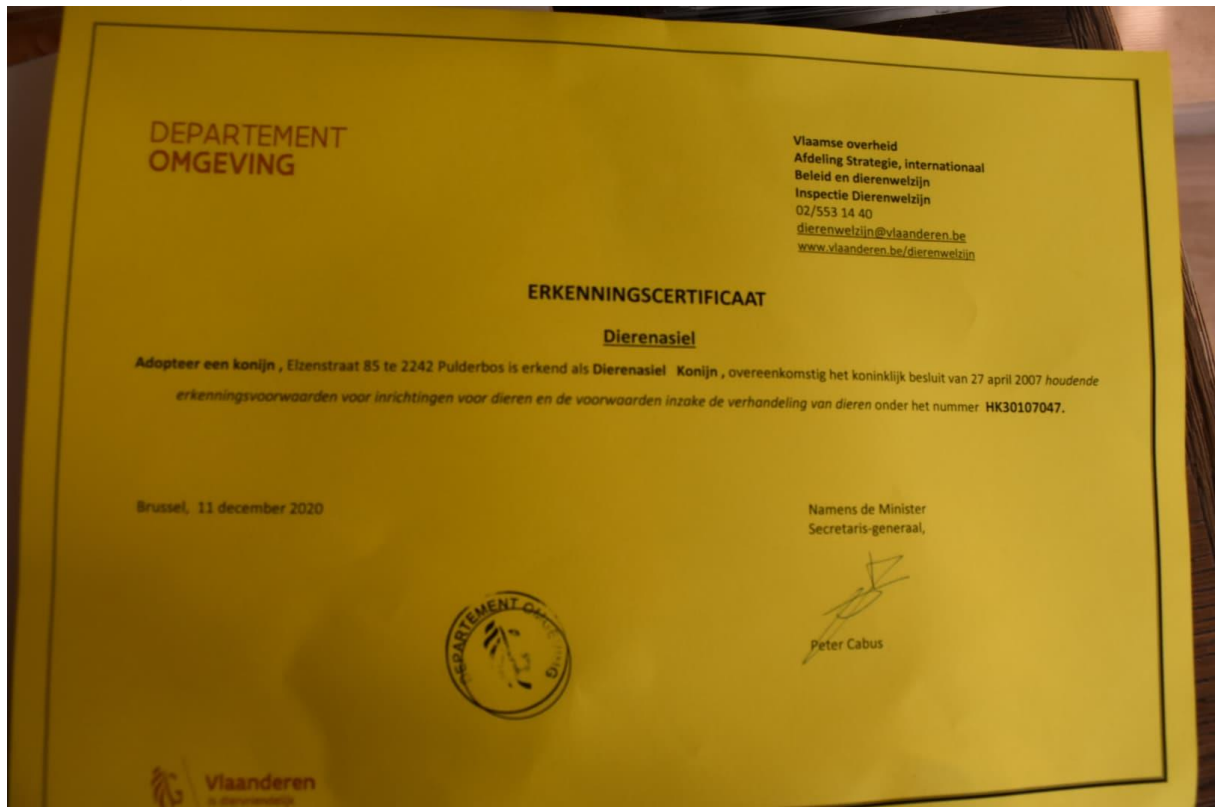 DEPARTEMENT
OMGEVING
Vlaamse overheid
Afdeling Strategie, internationaal
Beleid en dierenwelzijn
Inspectie Dierenwelzijn
02/553 14 40
dierenwelzijn@vlaanderen.be
www.vlaanderen.be/dierenwelzijn
ERKENNINGSCERTIFICAAT
Dierenasiel
Adopteer een konijn , Elzenstraat 85 te 2242 Pulderbos is erkend als Dierenasiel Konijn , overeenkomstig het koninklijk besluit van 27 april 2007 houdende
erkenningsvoorwaarden voor inrichtingen voor dieren en de voorwaarden inzake de verhandeling van dieren onder het nummer HK30107047.
Brussel, 11 december 2020
Namens de Minister
Secretaris-generaal,
DEPARTEMENT OMGEVING
Peter Cabus
Vlaanderen
is dierenvriendelijk